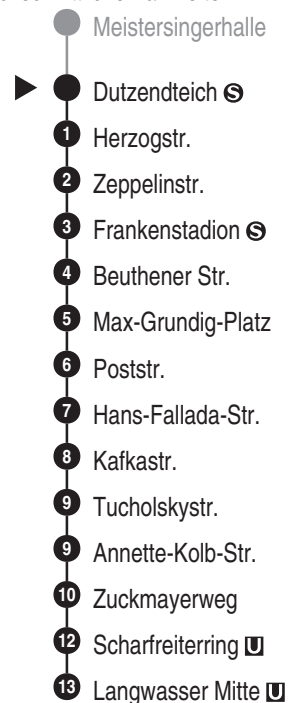 Meistersingerhalle
Dutzendteich S
1 Herzogstr.
2 Zeppelinstr.
3 Frankenstadion S
4 Beuthener Str.
5 Max-Grundig-Platz
6 Poststr.
7 Hans-Fallada-Str.
8 Kafkastr.
9 Tucholskystr.
9 Annette-Kolb-Str.
10 Zuckmayerweg
12 Scharfreiterring U
13 Langwasser Mitte U